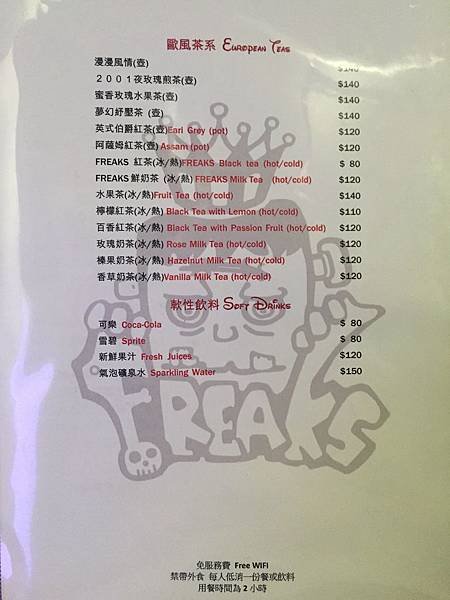 歐風茶系 European Teas
漫漫風情(壺) $140
２００１夜玫瑰煎茶(壺) $140
蜜香玫瑰水果茶(壺) $140
夢幻紓壓茶 (壺) $140
英式伯爵紅茶(壺)Earl Grey (pot) $120
阿薩姆紅茶(壺) Assam (pot) $120
FREAKS 紅茶(冰/熱)FREAKS Black tea (hot/cold) $ 80
FREAKS 鮮奶茶 (冰/熱) FREAKS Milk Tea (hot/cold) $120
水果茶(冰/熱)Fruit Tea (hot/cold) $140
檸檬紅茶(冰/熱) Black Tea with Lemon (hot/cold) $110
百香紅茶(冰/熱) Black Tea with Passion Fruit (hot/cold) $120
玫瑰奶茶(冰/熱) Rose Milk Tea (hot/cold) $120
榛果奶茶(冰/熱) Hazelnut Milk Tea (hot/cold) $120
香草奶茶(冰/熱)Vanilla Milk Tea (hot/cold) $120
軟性飲料 Soft Drinks
可樂 Coca-Cola $ 80
雪碧 Sprite $ 80
新鮮果汁 Fresh Juices $120
氣泡礦泉水 Sparkling Water $150
FREAKS
免服務費 Free WIFI
禁帶外食 每人低消一份餐或飲料
用餐時間為 2 小時